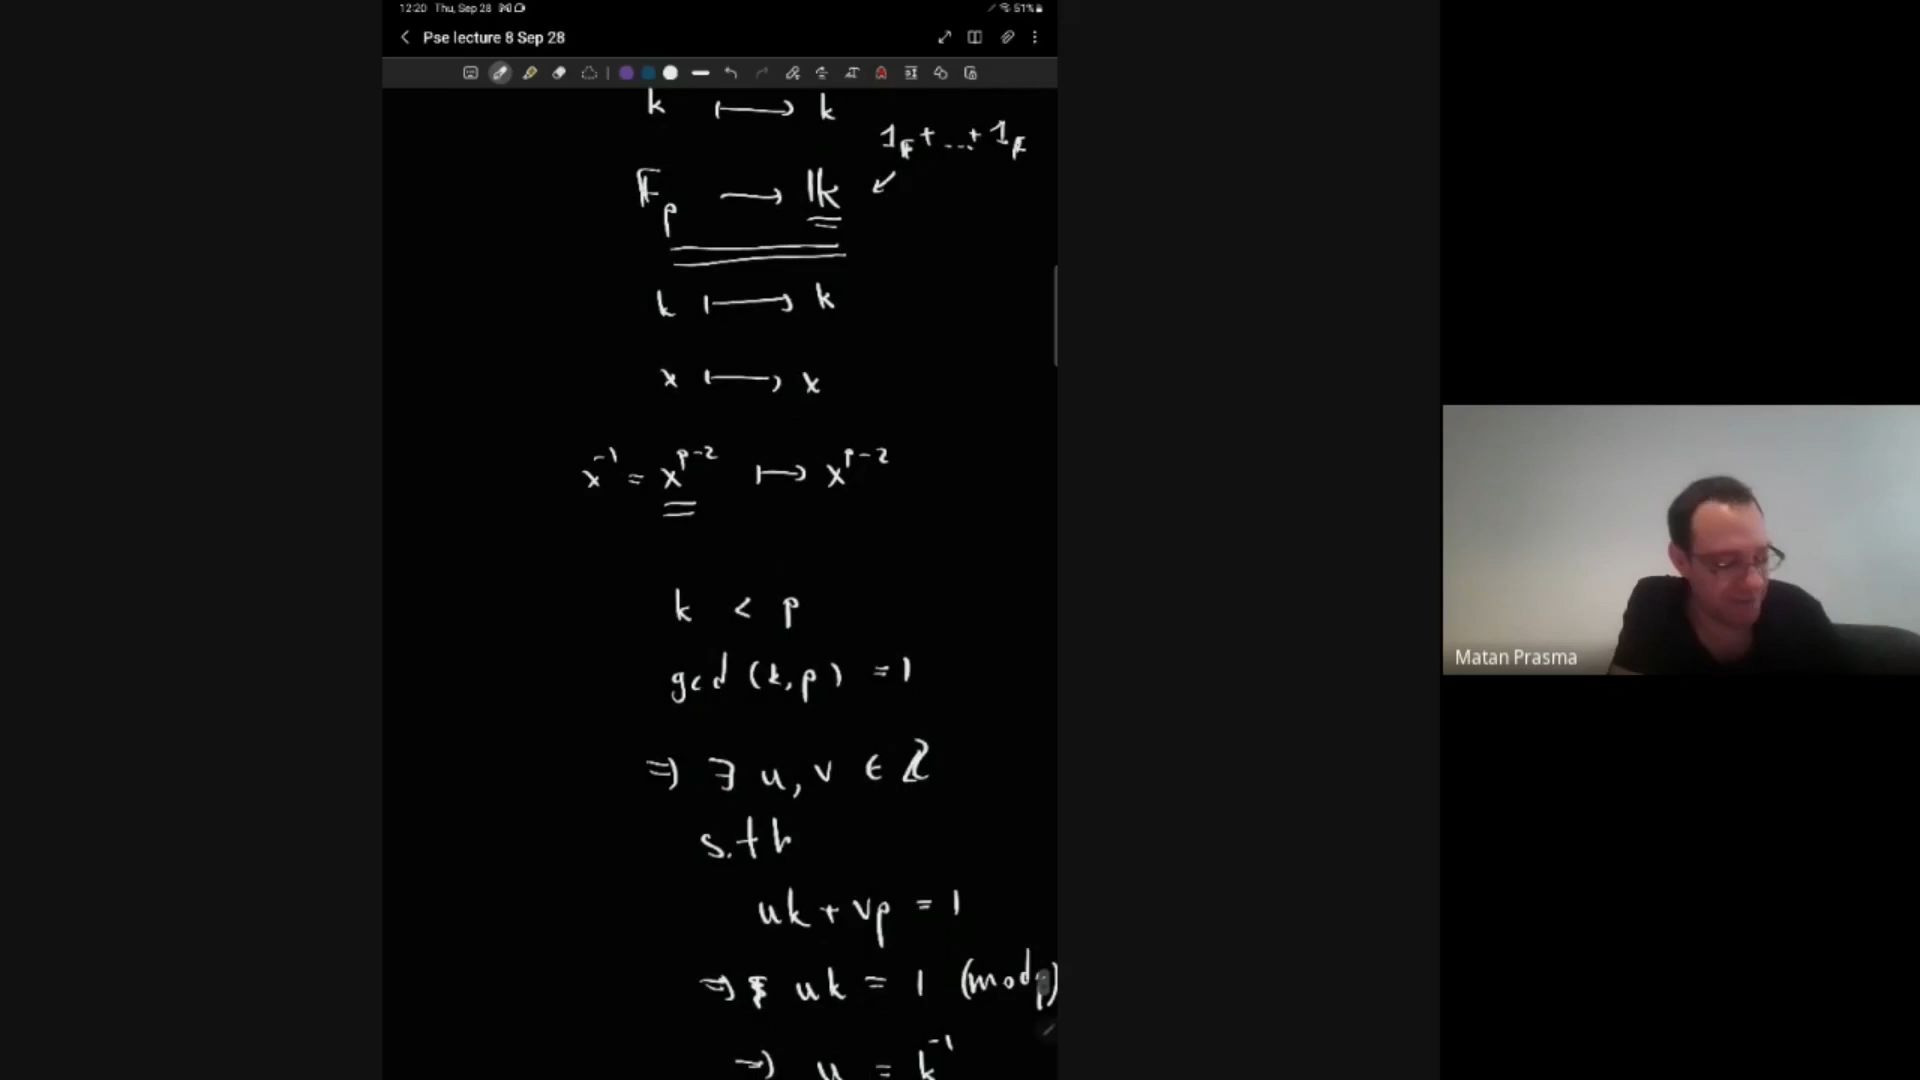 12:20 Thu, Sep 28 51%
Pse lecture 8 Sep 28
k ⟼ k
1_F + ... + 1_F
𝔽_p ⟶ 𝕜
k ⟼ k
x ⟼ x
x^-1 = x^p-2 ⟼ x^p-2
k < p
gcd (k,p) = 1
⇒ ∃ u, v ∈ ℤ
s.th
uk + vp = 1
⇒ uk = 1 (mod p)
⇒ u = k^-1
Matan Prasma